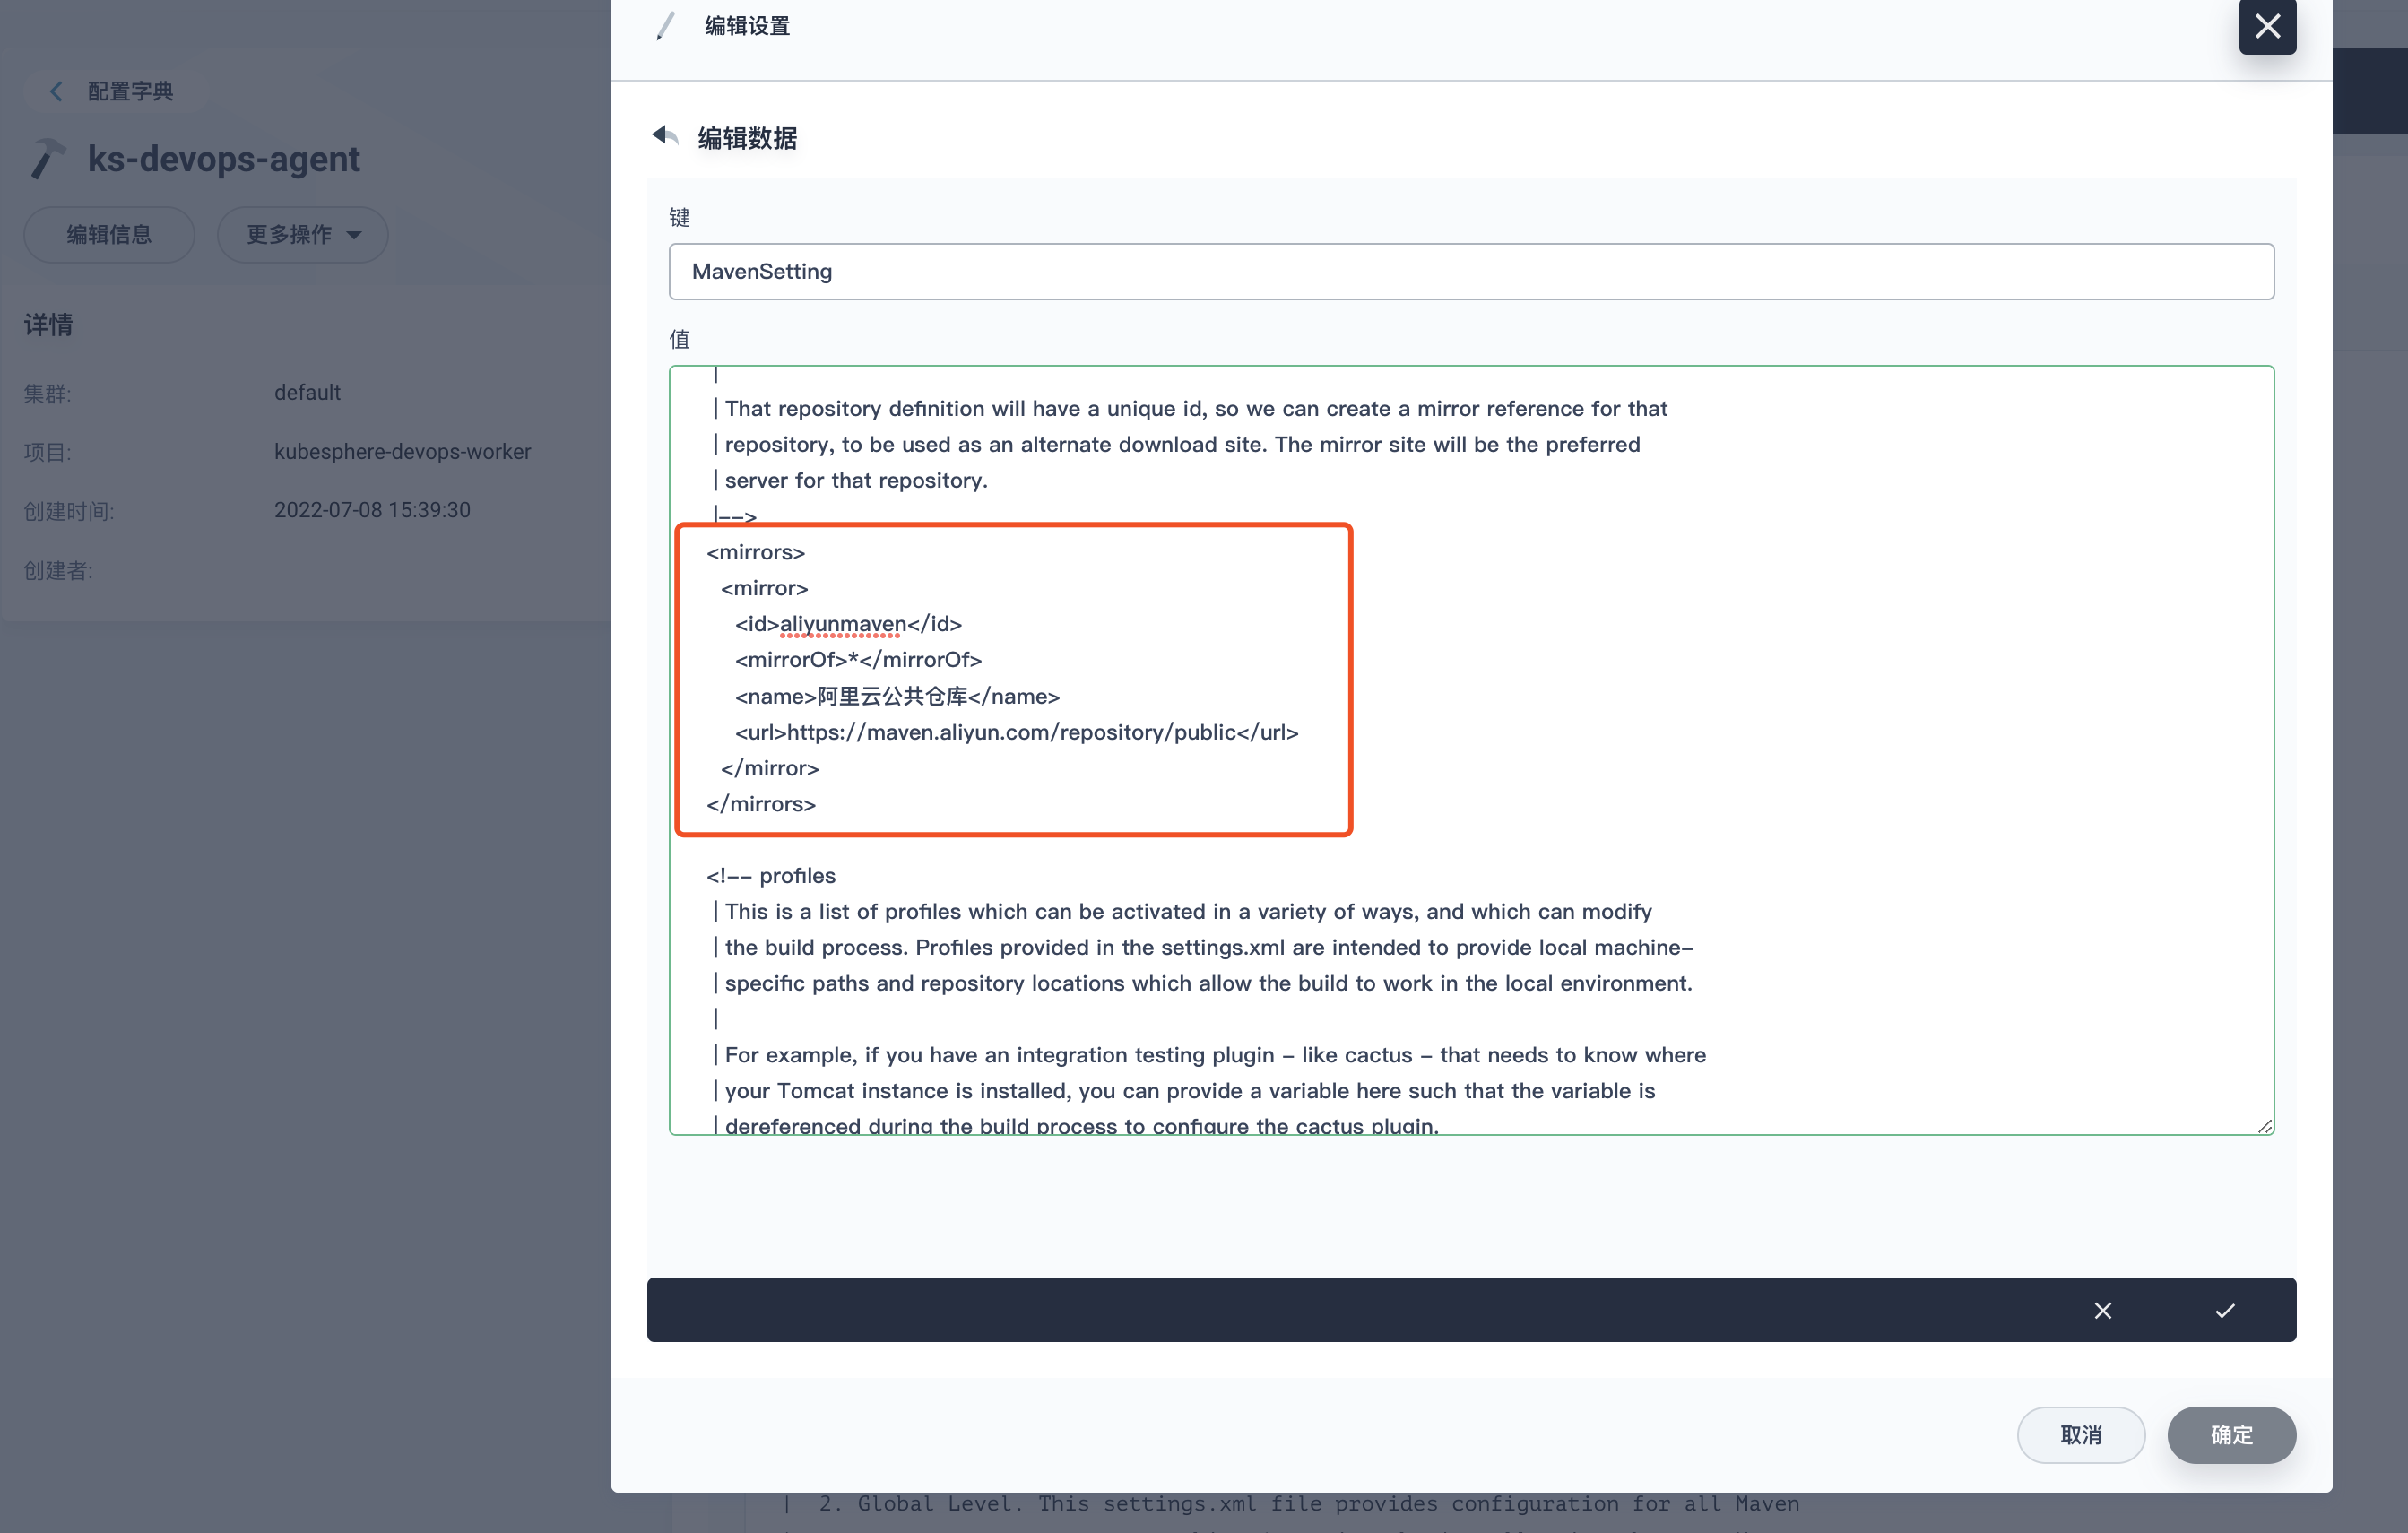 配置字典
ks-devops-agent
编辑信息
更多操作
详情
集群: default
项目: kubesphere-devops-worker
创建时间: 2022-07-08 15:39:30
创建者:
编辑设置
编辑数据
键
MavenSetting
值
|
| That repository definition will have a unique id, so we can create a mirror reference for that
| repository, to be used as an alternate download site. The mirror site will be the preferred
| server for that repository.
|-->
<mirrors>
<mirror>
<id>aliyunmaven</id>
<mirrorOf>*</mirrorOf>
<name>阿里云公共仓库</name>
<url>https://maven.aliyun.com/repository/public</url>
</mirror>
</mirrors>
<!-- profiles
| This is a list of profiles which can be activated in a variety of ways, and which can modify
| the build process. Profiles provided in the settings.xml are intended to provide local machine-
| specific paths and repository locations which allow the build to work in the local environment.
|
| For example, if you have an integration testing plugin - like cactus - that needs to know where
| your Tomcat instance is installed, you can provide a variable here such that the variable is
| dereferenced during the build process to configure the cactus plugin.
取消
确定
| 2. Global Level. This settings.xml file provides configuration for all Maven